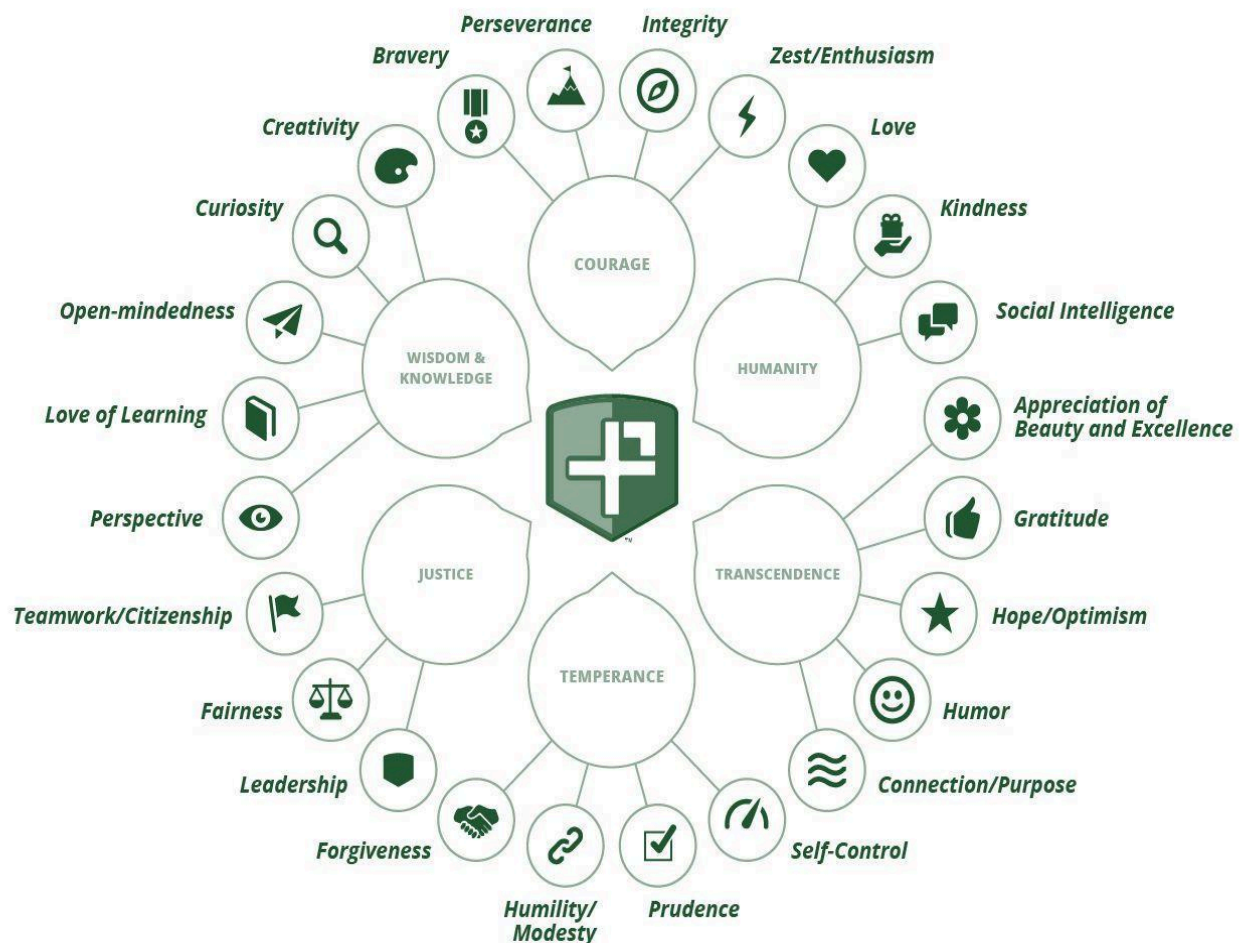 Perseverance
Integrity
Bravery
Zest/Enthusiasm
Creativity
Love
Curiosity
Kindness
COURAGE
Open-mindedness
Social Intelligence
WISDOM &
KNOWLEDGE
HUMANITY
Love of Learning
Appreciation of
Beauty and Excellence
Perspective
Gratitude
TM
JUSTICE
TRANSCENDENCE
Teamwork/Citizenship
Hope/Optimism
TEMPERANCE
Fairness
Humor
Leadership
Connection/Purpose
Forgiveness
Self-Control
Humility/
Modesty
Prudence